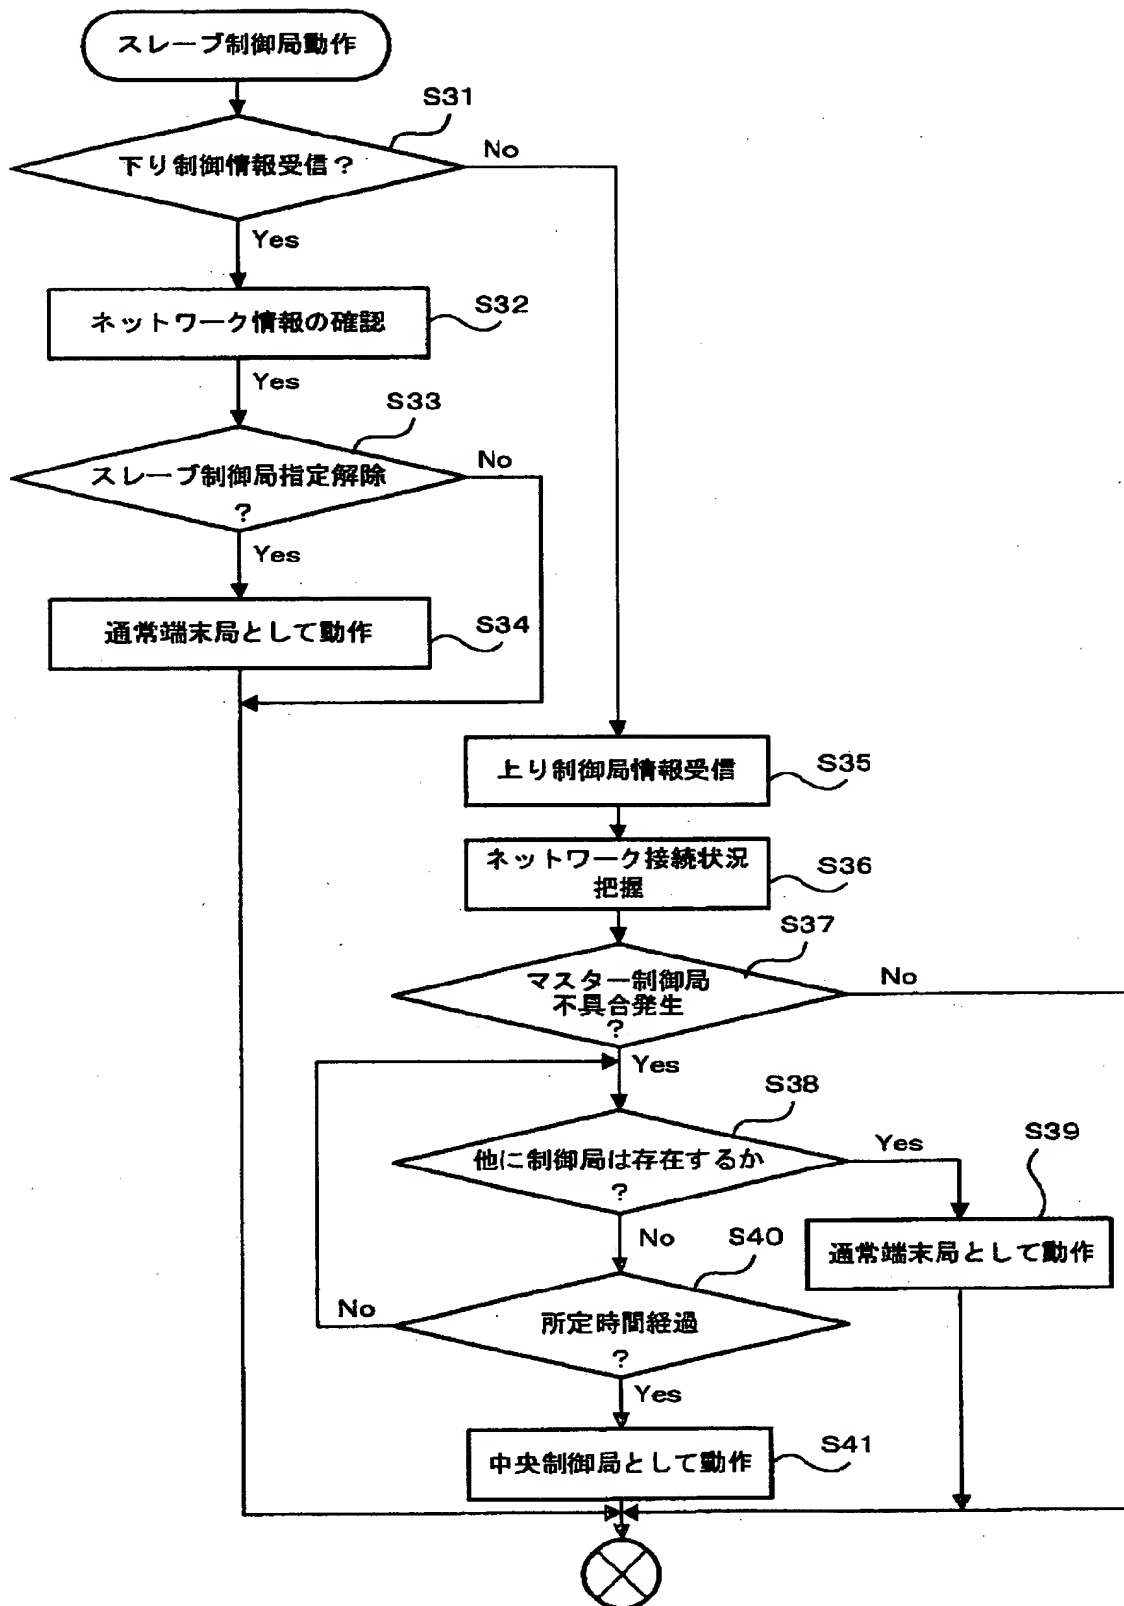 スレーブ制御局動作
S31
下り制御情報受信?
No
Yes
S32
ネットワーク情報の確認
Yes
S33
スレーブ制御局指定解除
?
No
Yes
S34
通常端末局として動作
S35
上り制御局情報受信
S36
ネットワーク接続状況
把握
S37
マスター制御局
不具合発生
?
No
Yes
S38
他に制御局は存在するか
?
Yes
S39
通常端末局として動作
No
S40
所定時間経過
?
No
Yes
S41
中央制御局として動作